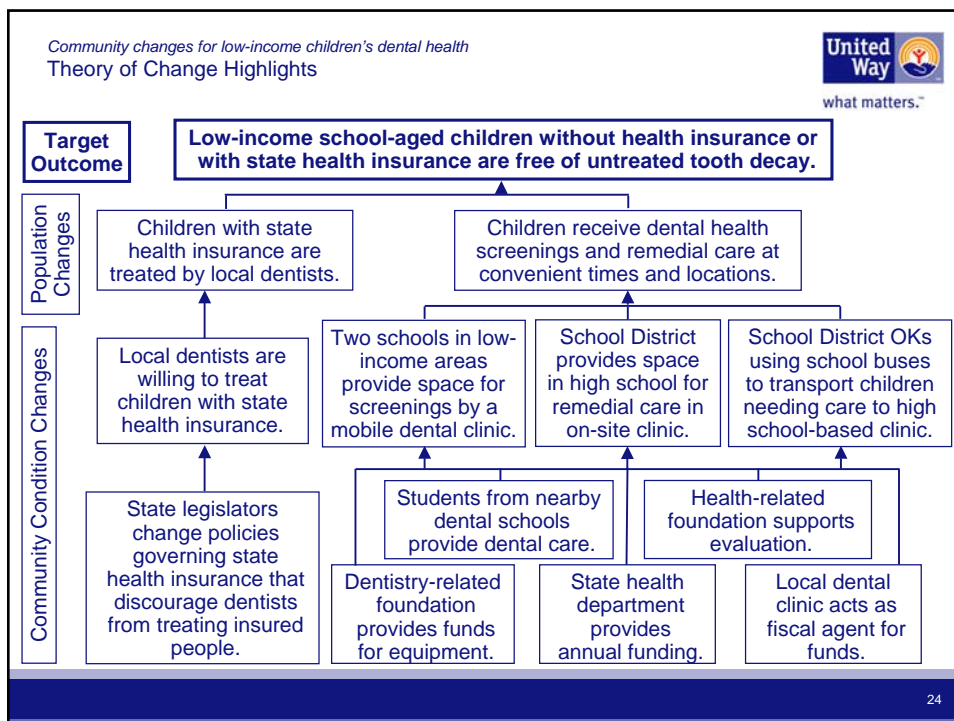 Community changes for low-income children's dental health
Theory of Change Highlights
United
Way
what matters.™
Target
Outcome
Low-income school-aged children without health insurance or
with state health insurance are free of untreated tooth decay.
Population
Changes
Children with state
health insurance are
treated by local dentists.
Children receive dental health
screenings and remedial care at
convenient times and locations.
Community Condition Changes
Local dentists are
willing to treat
children with state
health insurance.
Two schools in low-
income areas
provide space for
screenings by a
mobile dental clinic.
School District
provides space
in high school for
remedial care in
on-site clinic.
School District OKs
using school buses
to transport children
needing care to high
school-based clinic.
State legislators
change policies
governing state
health insurance that
discourage dentists
from treating insured
people.
Students from nearby
dental schools
provide dental care.
Health-related
foundation supports
evaluation.
Dentistry-related
foundation
provides funds
for equipment.
State health
department
provides
annual funding.
Local dental
clinic acts as
fiscal agent for
funds.
24